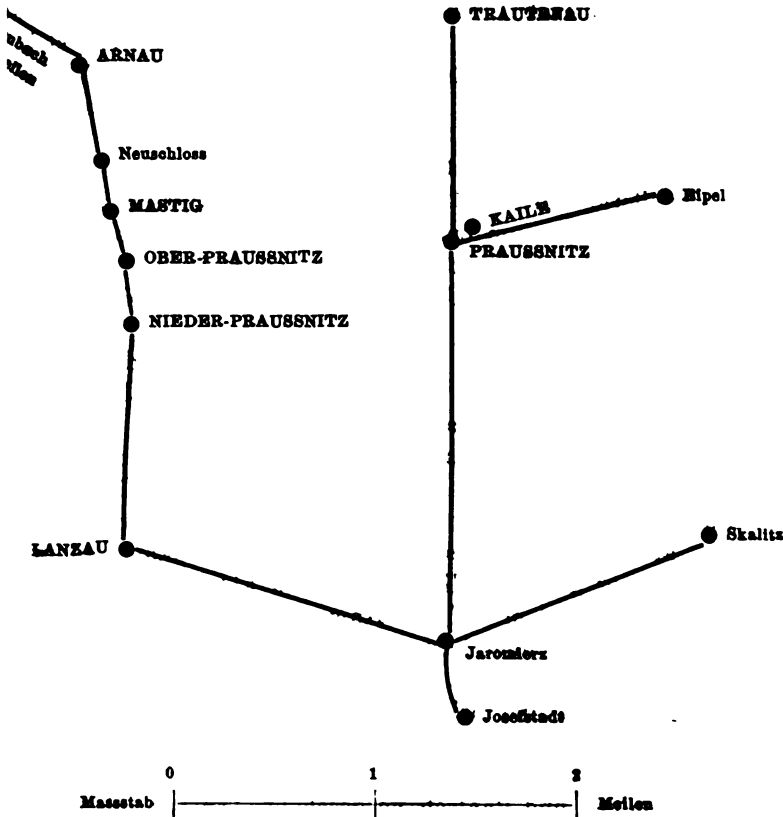 TRAUTENAU
ARNAU
Neuschloss
MASTIG
Eipel
KAILE
PRAUSSNITZ
OBER-PRAUSSNITZ
NIEDER-PRAUSSNITZ
LANZAU
Skalitz
Jaromierz
Josefstadt
0 1 2
Massstab Meilen